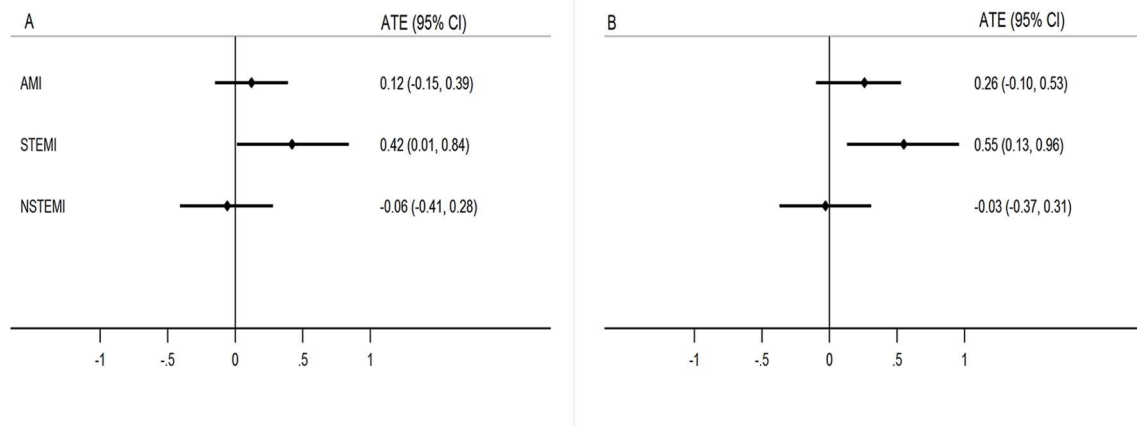 A ATE (95% CI)
AMI 0.12 (-0.15, 0.39)
STEMI 0.42 (0.01, 0.84)
NSTEMI -0.06 (-0.41, 0.28)
-1 -.5 0 .5 1
B ATE (95% CI)
0.26 (-0.10, 0.53)
0.55 (0.13, 0.96)
-0.03 (-0.37, 0.31)
-1 -.5 0 .5 1